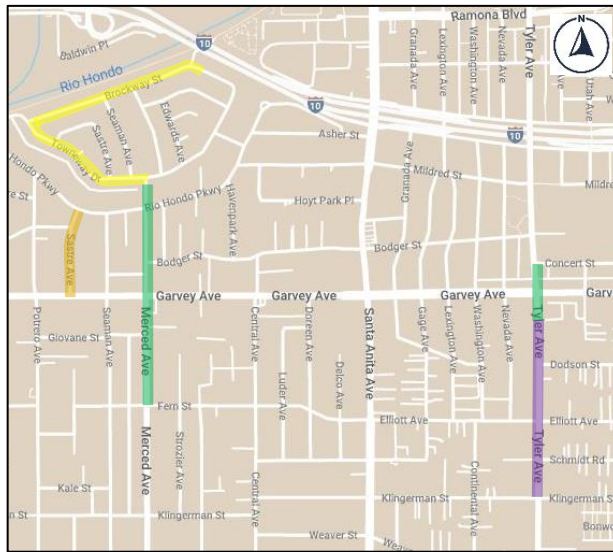 Ramona Blvd
Tyler Ave
N
Baldwin Pl
10
Granada Ave
Lexington Ave
Washington Ave
Nevada Ave
Utah Ave
Rio Hondo
Brockway St
10
10
Asher St
Seaman Ave
Sastre Ave
Edwards Ave
Towneway Dr
Hondo Pkwy
Granada Ave
Mildred St
Mildred
re St
Rio Hondo Pkwy
Havenpark Ave
Hoyt Park Pl
Sastre Ave
Bodger St
Bodger St
Concert St
Garvey Ave
Garvey Ave
Garvey Ave
Garv
Potrero Ave
Seaman Ave
Merced Ave
Central Ave
Doreen Ave
Santa Anita Ave
Gage Ave
Lexington Ave
Washington Ave
Nevada Ave
Tyler Ave
Giovane St
Dodson St
Luder Ave
Delco Ave
Fern St
Elliott Ave
Elliott Ave
Merced Ave
Strozier Ave
Tyler Ave
Schmidt Rd
Kale St
Central Ave
Continental Ave
Klingerman St
Klingerman St
n St
Klingerman St
Weaver St
Weaver
Bonwo